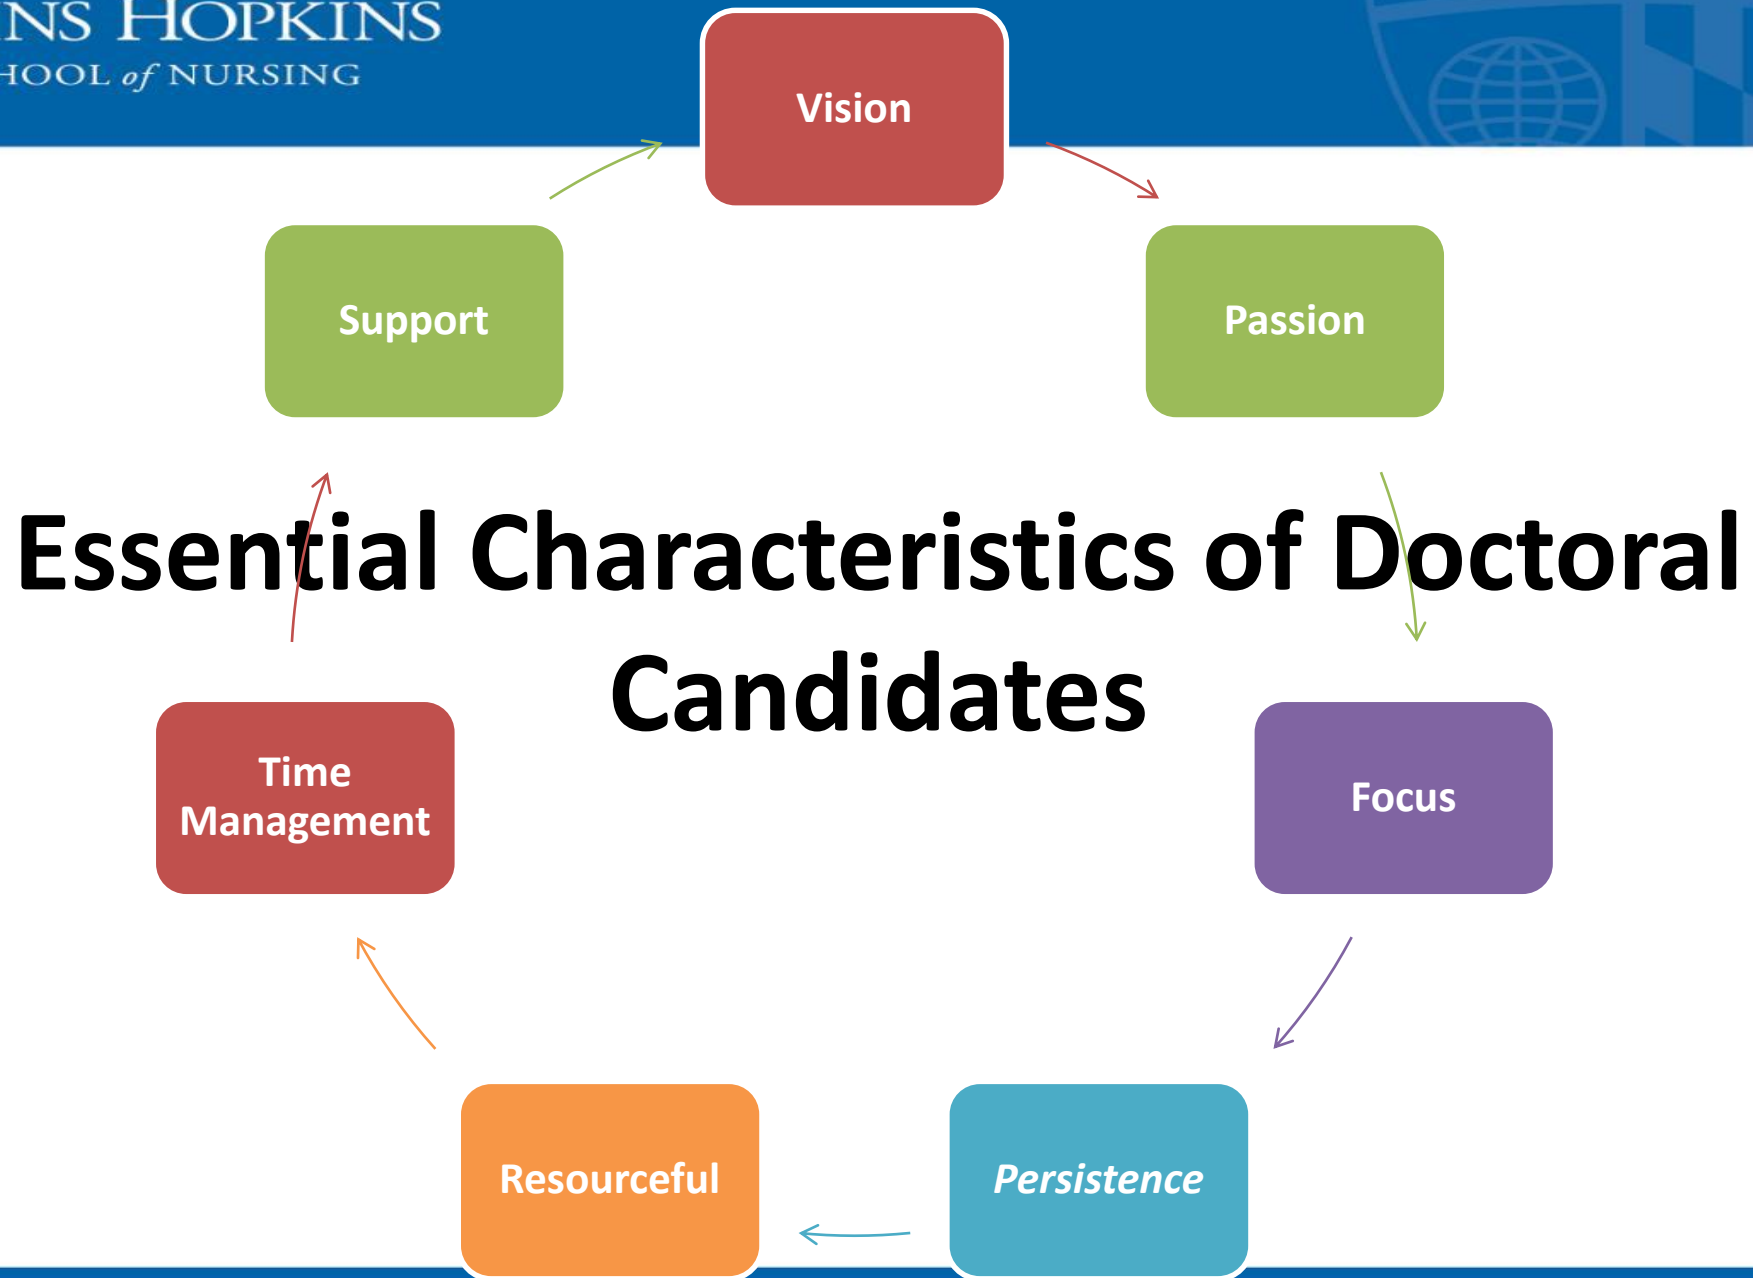 NS HOPKINS
HOOL of NURSING
Vision
Support
Passion
Essential Characteristics of Doctoral
Candidates
Time
Management
Focus
Resourceful
Persistence